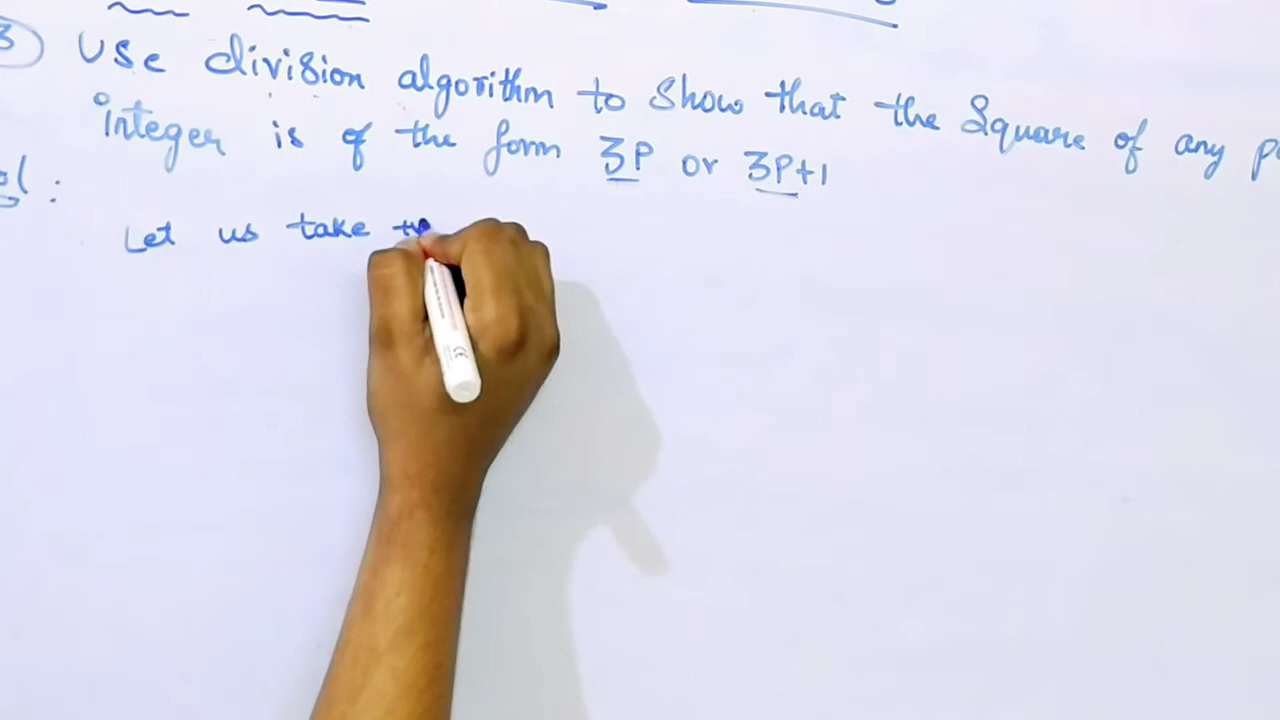 3 Use division algorithm to show that the Square of any
integer is of the form 3P or 3P+1
Let us take